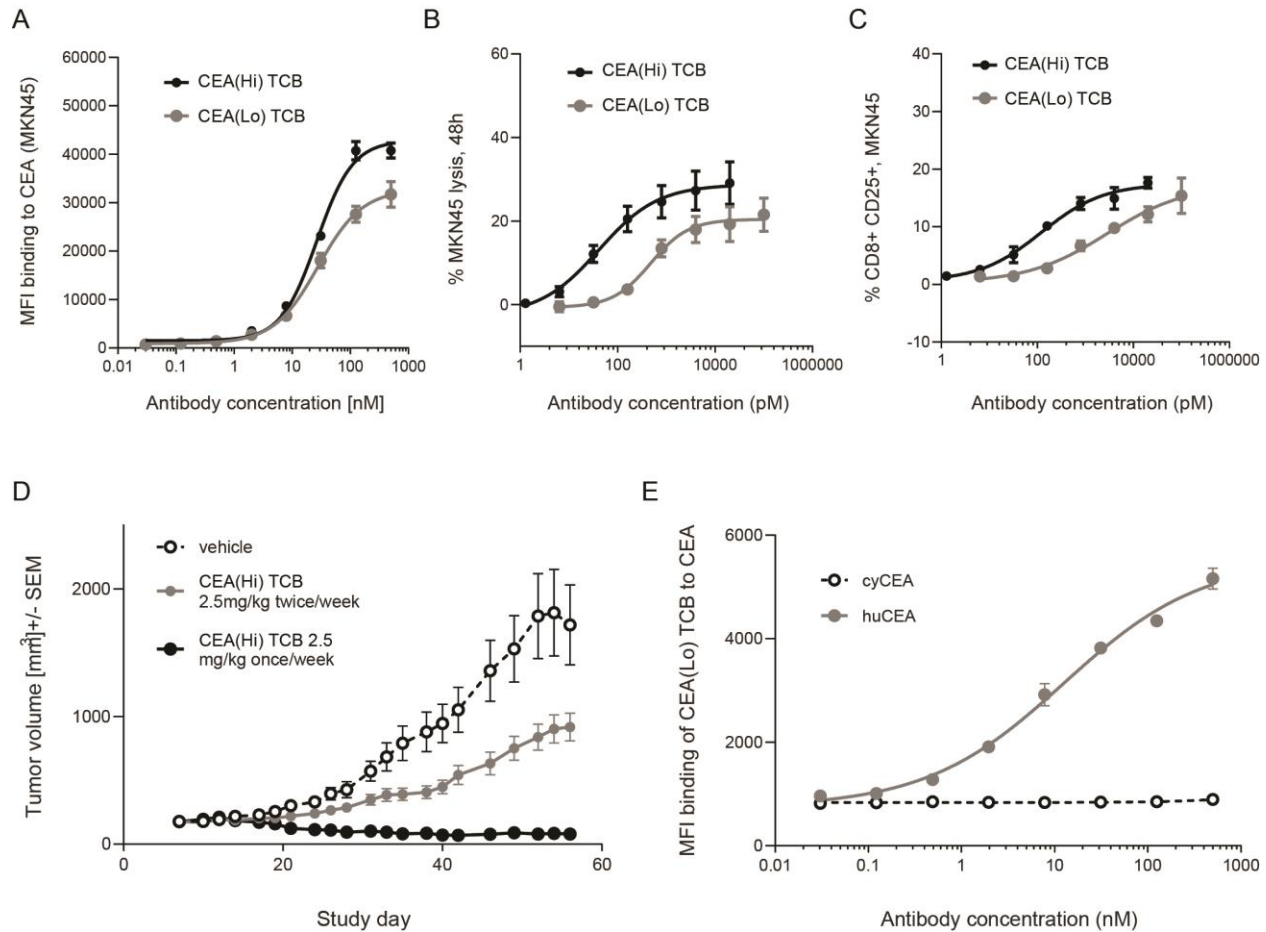 A
MFI binding to CEA (MKN45)
60000
50000
40000
30000
20000
10000
0
CEA(Hi) TCB
CEA(Lo) TCB
0.01
0.1
1
10
100
1000
Antibody concentration [nM]
B
% MKN45 lysis, 48h
60
40
20
0
CEA(Hi) TCB
CEA(Lo) TCB
1
100
10000
1000000
Antibody concentration (pM)
C
% CD8+ CD25+, MKN45
40
30
20
10
0
-10
CEA(Hi) TCB
CEA(Lo) TCB
1
100
10000
1000000
Antibody concentration (pM)
D
Tumor volume [mm3]+/- SEM
2000
1000
0
vehicle
CEA(Hi) TCB
2.5mg/kg twice/week
CEA(Hi) TCB 2.5
mg/kg once/week
0
20
40
60
Study day
E
MFI binding of CEA(Lo) TCB to CEA
6000
4000
2000
0
cyCEA
huCEA
0.01
0.1
1
10
100
1000
Antibody concentration (nM)